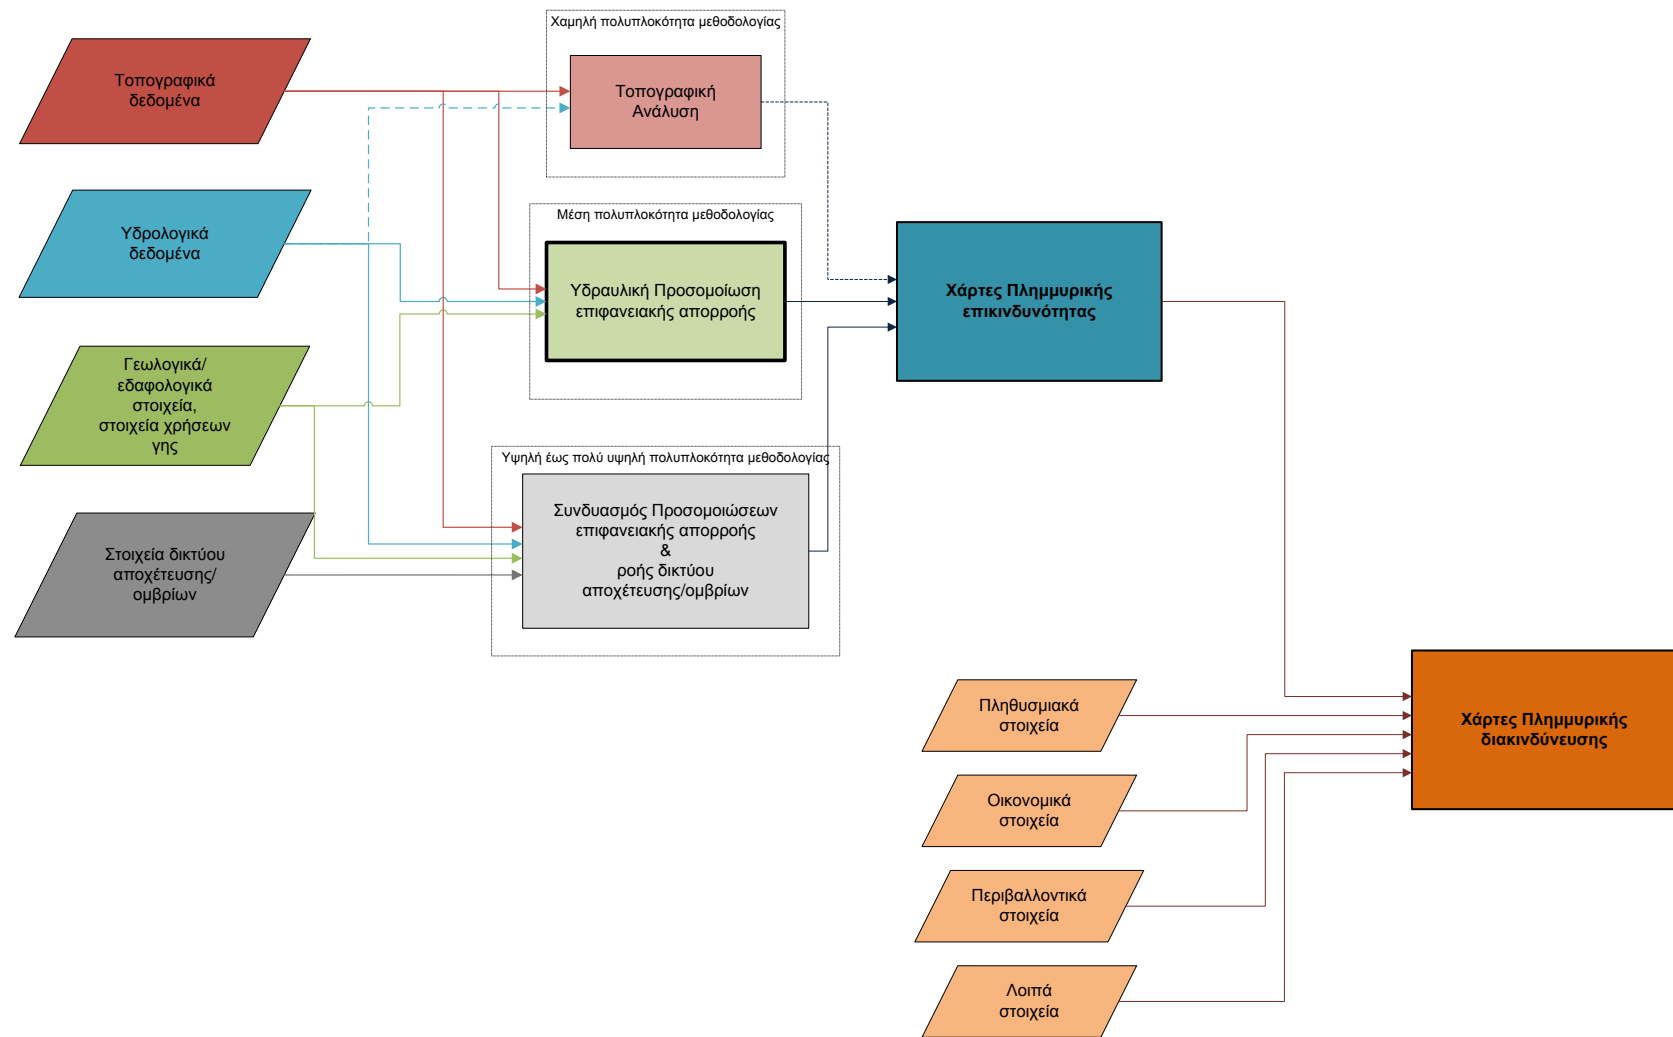 Χαμηλή πολυπλοκότητα μεθοδολογίας
Τοπογραφικά
δεδομένα
Τοπογραφική
Ανάλυση
Υδρολογικά
δεδομένα
Μέση πολυπλοκότητα μεθοδολογίας
Υδραυλική Προσομοίωση
επιφανειακής απορροής
Χάρτες Πλημμυρικής
επικινδυνότητας
Γεωλογικά/
εδαφολογικά
στοιχεία,
στοιχεία χρήσεων
γης
Υψηλή έως πολύ υψηλή πολυπλοκότητα μεθοδολογίας
Συνδυασμός Προσομοιώσεων
επιφανειακής απορροής
&
ροής δικτύου
αποχέτευσης/ομβρίων
Στοιχεία δικτύου
αποχέτευσης/
ομβρίων
Πληθυσμιακά
στοιχεία
Χάρτες Πλημμυρικής
διακινδύνευσης
Οικονομικά
στοιχεία
Περιβαλλοντικά
στοιχεία
Λοιπά
στοιχεία